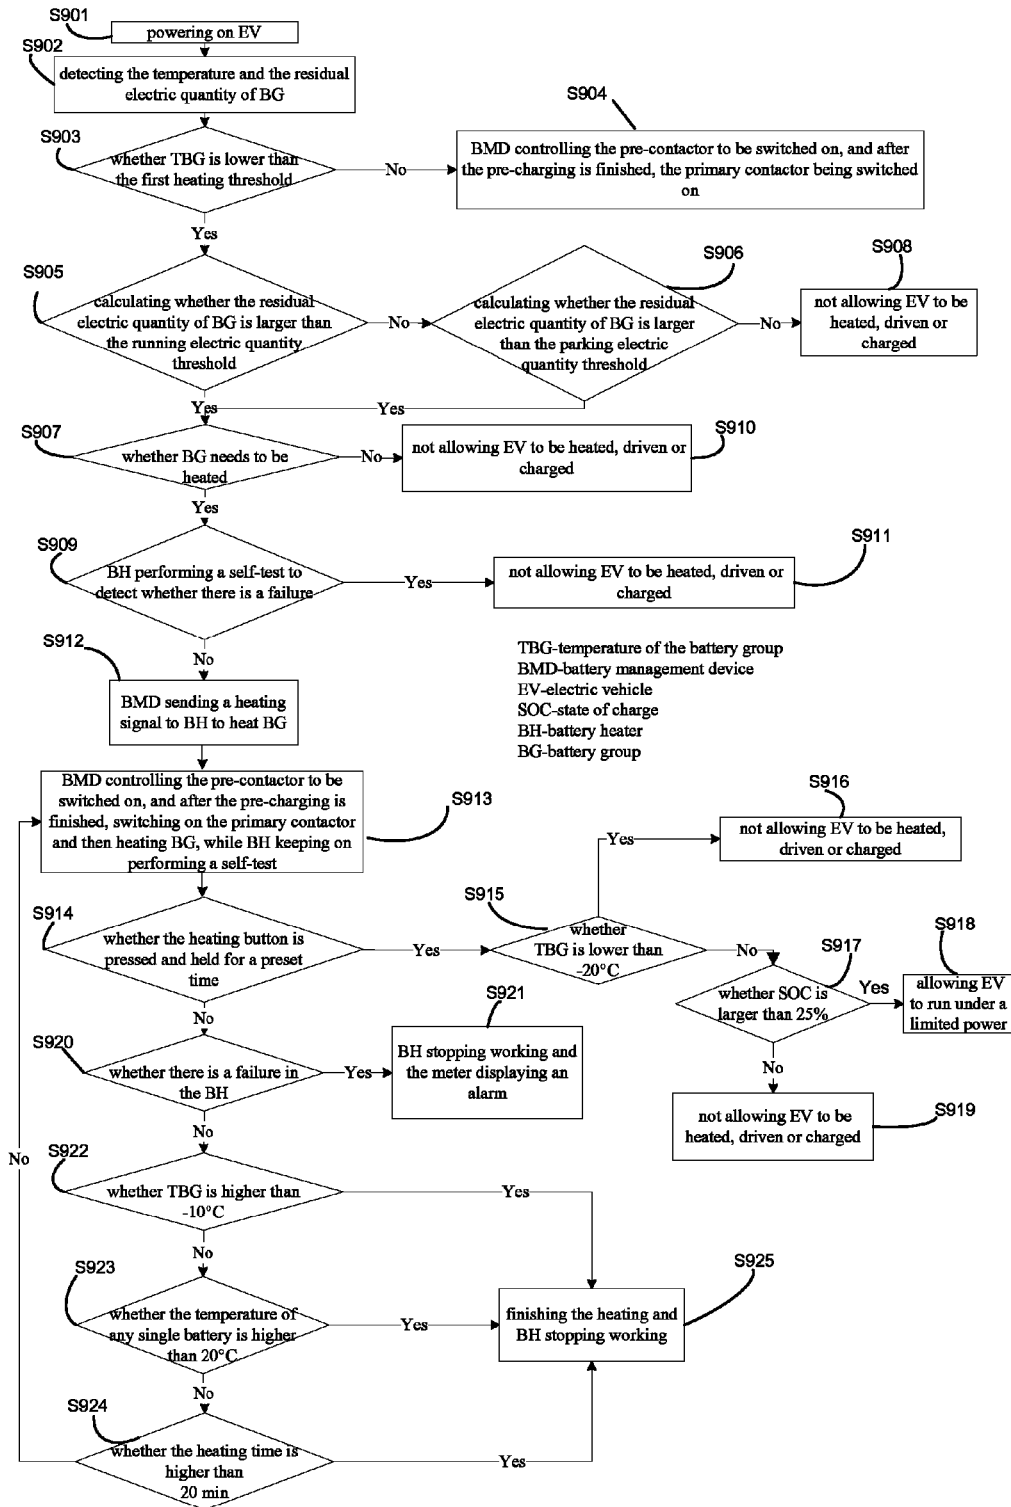 S901
powering on EV
S902
detecting the temperature and the residual
electric quantity of BG
S903
whether TBG is lower than
the first heating threshold
No
S904
BMD controlling the pre-contactor to be switched on, and after
the pre-charging is finished, the primary contactor being switched
on
Yes
S905
calculating whether the residual
electric quantity of BG is larger than
the running electric quantity
threshold
No
S906
calculating whether the residual
electric quantity of BG is larger
than the parking electric
quantity threshold
No
S908
not allowing EV to be
heated, driven or
charged
Yes
Yes
S907
whether BG needs to be
heated
No
S910
not allowing EV to be heated, driven or
charged
Yes
S909
BH performing a self-test to
detect whether there is a failure
Yes
S911
not allowing EV to be heated, driven or
charged
No
S912
BMD sending a heating
signal to BH to heat BG
TBG-temperature of the battery group
BMD-battery management device
EV-electric vehicle
SOC-state of charge
BH-battery heater
BG-battery group
BMD controlling the pre-contactor to be
switched on, and after the pre-charging is
finished, switching on the primary contactor
and then heating BG, while BH keeping on
performing a self-test
S913
S914
whether the heating button is
pressed and held for a preset
time
Yes
S915
whether
TBG is lower than
-20°C
Yes
S916
not allowing EV to be heated,
driven or charged
No
S917
whether SOC is
larger than 25%
Yes
S918
allowing EV
to run under a
limited power
No
S919
not allowing EV to be
heated, driven or charged
No
S920
whether there is a failure in
the BH
Yes
S921
BH stopping working and
the meter displaying an
alarm
No
S922
whether TBG is higher than
-10°C
Yes
No
S923
whether the temperature of
any single battery is higher
than 20°C
Yes
S925
finishing the heating and
BH stopping working
No
S924
whether the heating time is
higher than
20 min
Yes
No